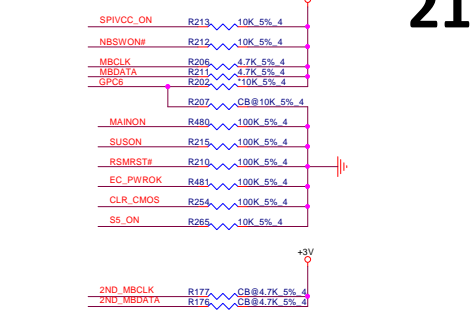 21
SPIVCC_ON R213 10K_5%_4
NBSWON# R212 10K_5%_4
MBCLK R206 4.7K_5%_4
MBDATA R211 4.7K_5%_4
GPC6 R202 *10K_5%_4
R207 CB@10K_5%_4
MAINON R480 100K_5%_4
SUSON R215 100K_5%_4
RSMRST# R210 100K_5%_4
EC_PWROK R481 100K_5%_4
CLR_CMOS R254 100K_5%_4
S5_ON R265 10K_5%_4
+3V
2ND_MBCLK R177 CB@4.7K_5%_4
2ND_MBDATA R176 CB@4.7K_5%_4